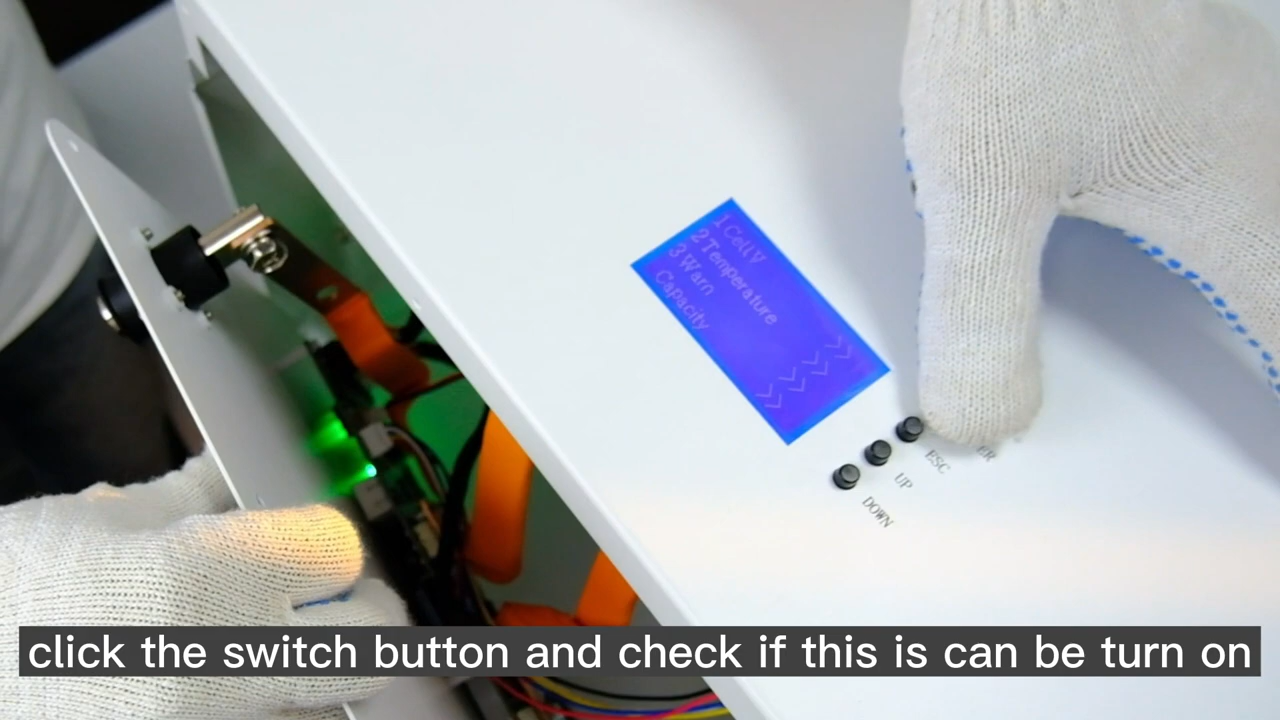 1 Cell V
2 Temperature
3 Warn
Capacity
ER
ESC
UP
DOWN
click the switch button and check if this is can be turn on